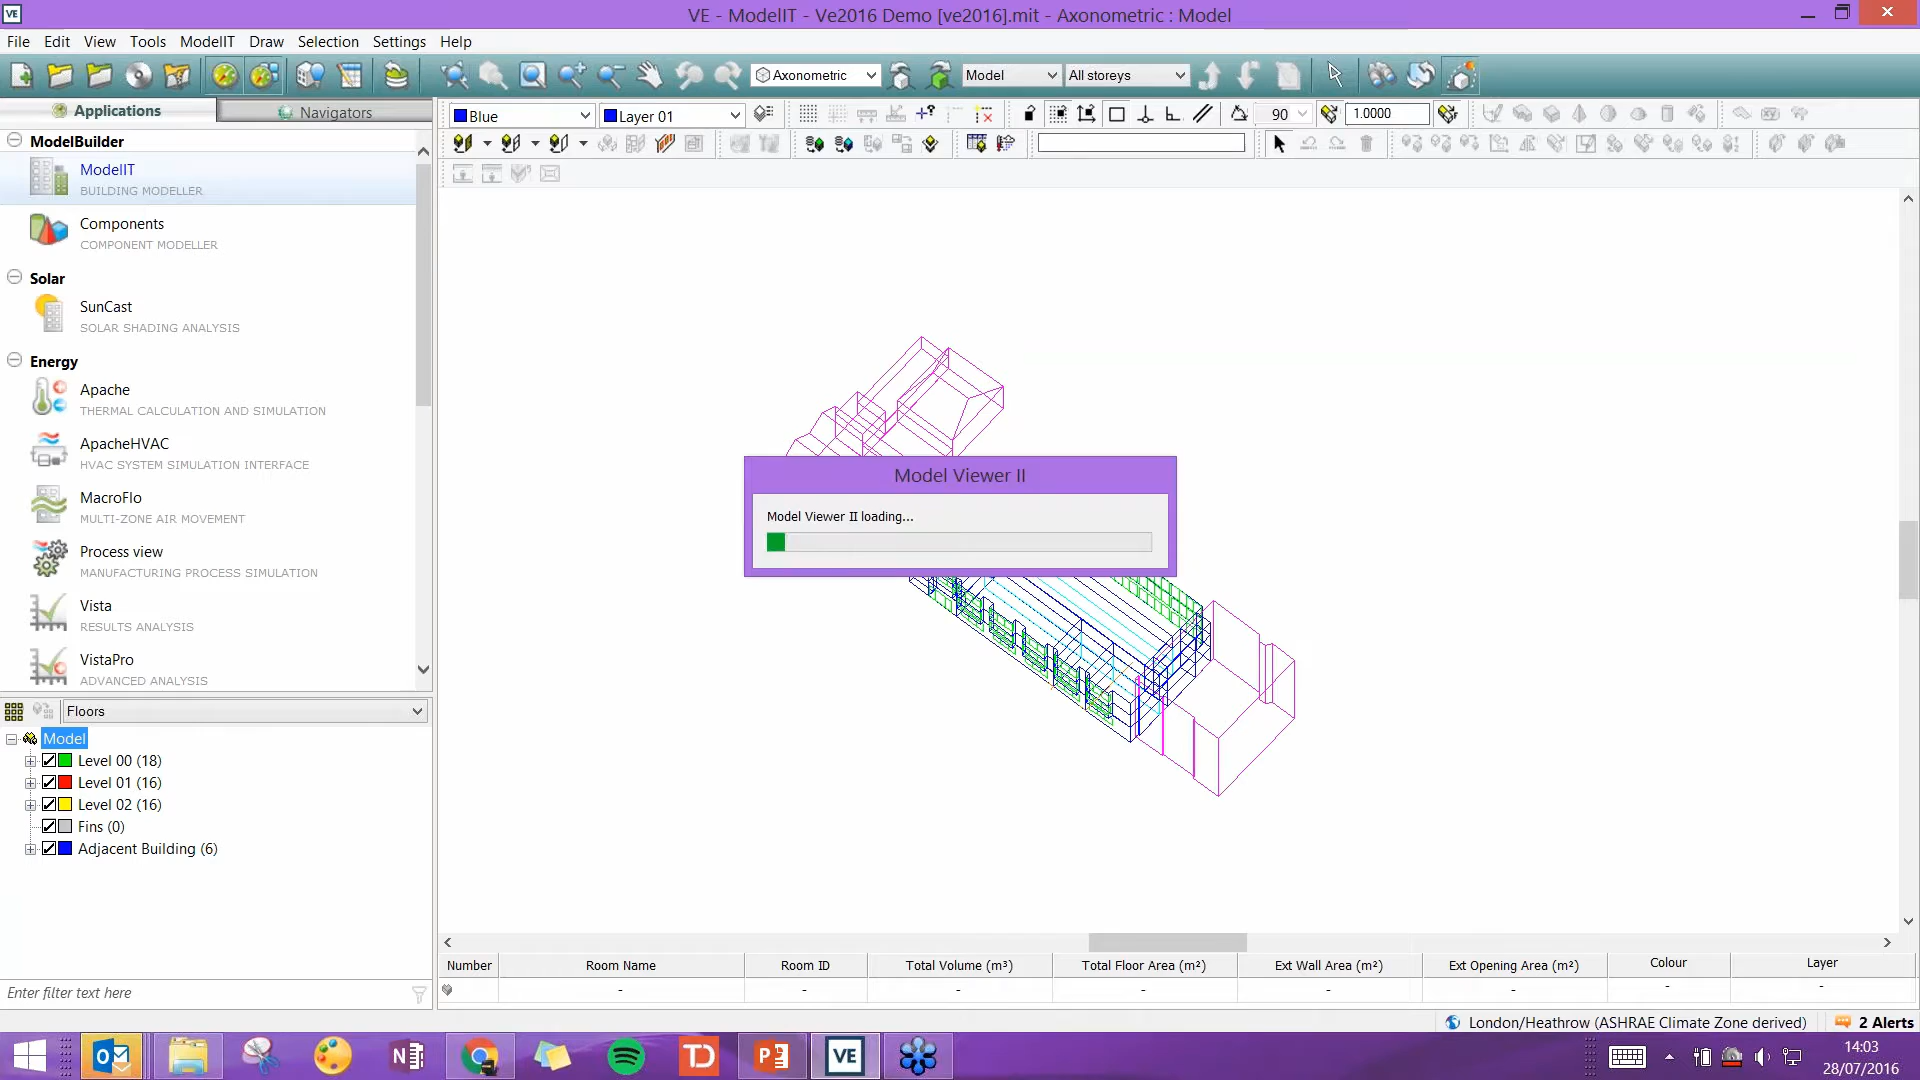 VE
VE - ModelIT - Ve2016 Demo [ve2016].mit - Axonometric : Model
File Edit View Tools ModelIT Draw Selection Settings Help
Axonometric Model All storeys
Applications Navigators
Blue Layer 01 90 1.0000
ModelBuilder
ModelIT
BUILDING MODELLER
Components
COMPONENT MODELLER
Solar
SunCast
SOLAR SHADING ANALYSIS
Energy
Apache
THERMAL CALCULATION AND SIMULATION
ApacheHVAC
HVAC SYSTEM SIMULATION INTERFACE
MacroFlo
MULTI-ZONE AIR MOVEMENT
Process view
MANUFACTURING PROCESS SIMULATION
Vista
RESULTS ANALYSIS
VistaPro
ADVANCED ANALYSIS
Model Viewer II
Model Viewer II loading...
Floors
Model
Level 00 (18)
Level 01 (16)
Level 02 (16)
Fins (0)
Adjacent Building (6)
Enter filter text here
Number Room Name Room ID Total Volume (m³) Total Floor Area (m²) Ext Wall Area (m²) Ext Opening Area (m²) Colour Layer
- - - - - - - -
London/Heathrow (ASHRAE Climate Zone derived) 2 Alerts
N TD P VE
14:03
28/07/2016